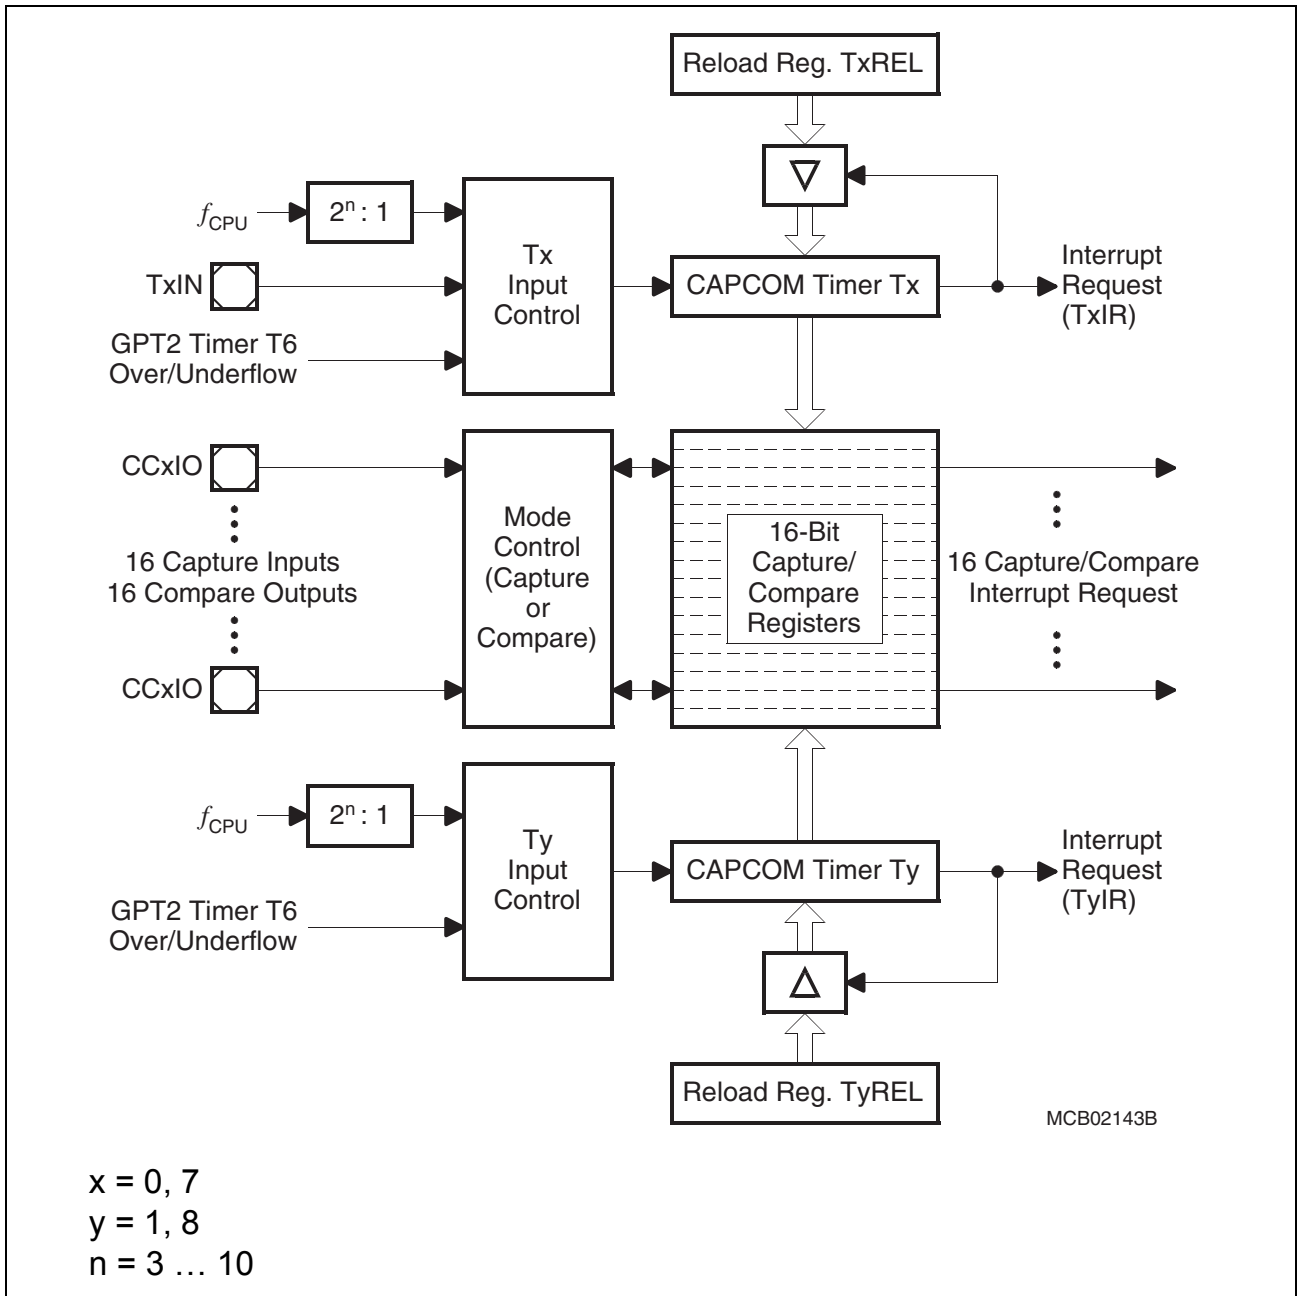 Reload Reg. TxREL
fCPU
2ⁿ : 1
TxIN
GPT2 Timer T6
Over/Underflow
Tx
Input
Control
CAPCOM Timer Tx
Interrupt
Request
(TxIR)
CCxIO
16 Capture Inputs
16 Compare Outputs
CCxIO
Mode
Control
(Capture
or
Compare)
16-Bit
Capture/
Compare
Registers
16 Capture/Compare
Interrupt Request
fCPU
2ⁿ : 1
GPT2 Timer T6
Over/Underflow
Ty
Input
Control
CAPCOM Timer Ty
Interrupt
Request
(TyIR)
Reload Reg. TyREL
MCB02143B
x = 0, 7
y = 1, 8
n = 3 … 10